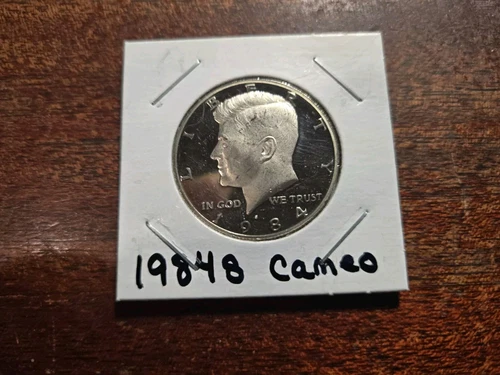 LIBERTY
IN GOD WE TRUST
1984
1984S Cameo